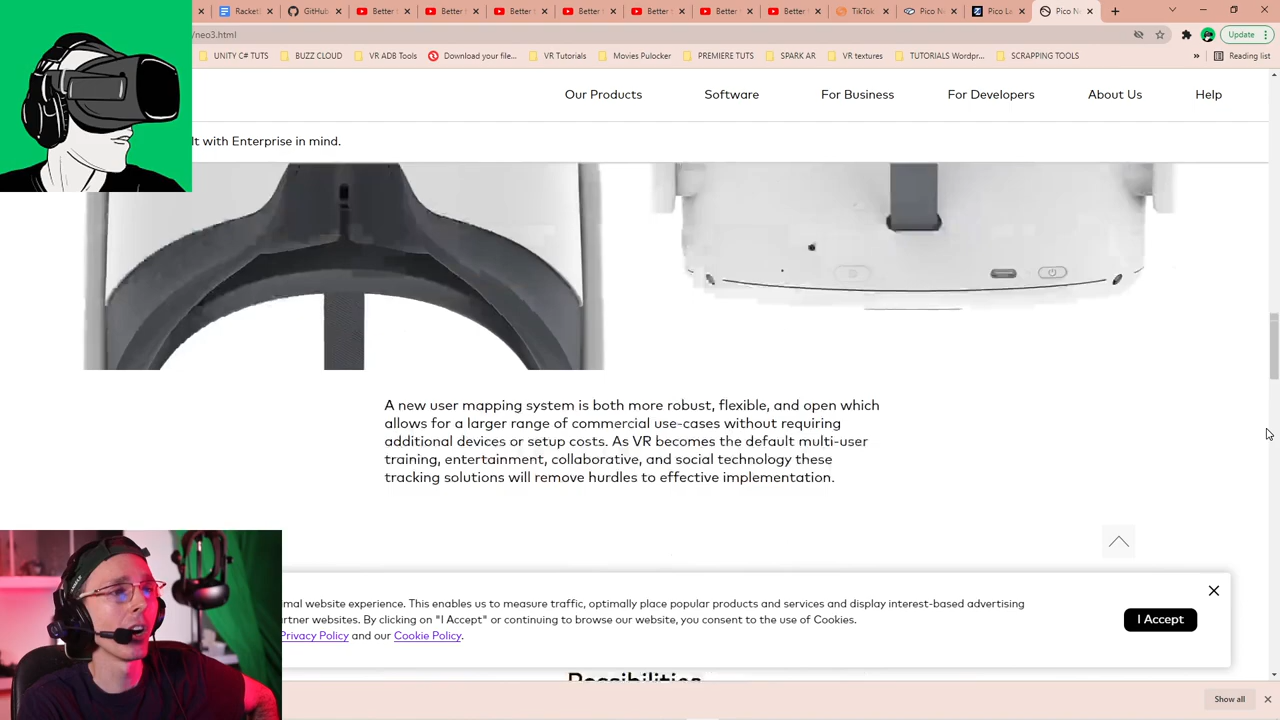 Racket
GitHub
Better
Better
Better
Better
Better
Better
Better
TikTok
Pico N
Pico L
Pico N
/neo3.html
Update
UNITY C# TUTS
BUZZ CLOUD
VR ADB Tools
Download your file...
VR Tutorials
Movies Pulocker
PREMIERE TUTS
SPARK AR
VR textures
TUTORIALS Wordpr...
SCRAPPING TOOLS
»
Reading list
Our Products
Software
For Business
For Developers
About Us
Help
lt with Enterprise in mind.
A new user mapping system is both more robust, flexible, and open which
allows for a larger range of commercial use-cases without requiring
additional devices or setup costs. As VR becomes the default multi-user
training, entertainment, collaborative, and social technology these
tracking solutions will remove hurdles to effective implementation.
imal website experience. This enables us to measure traffic, optimally place popular products and services and display interest-based advertising
artner websites. By clicking on "I Accept" or continuing to browse our website, you consent to the use of Cookies.
Privacy Policy and our Cookie Policy.
I Accept
Possibilities
Show all